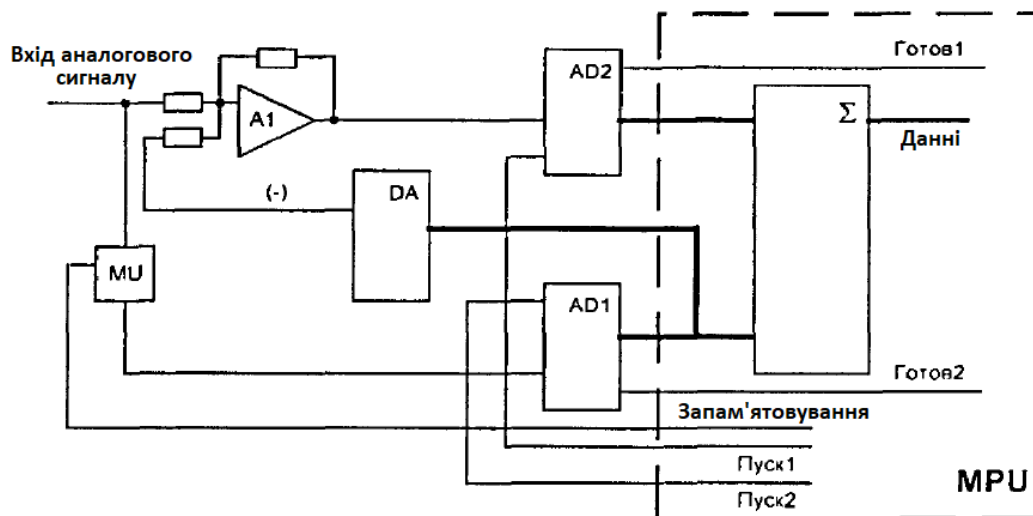 Вхід аналогового
сигналу
A1
AD2
Готов1
Σ
Данні
(-)
DA
MU
AD1
Готов2
Запам'ятовування
Пуск1
Пуск2
MPU